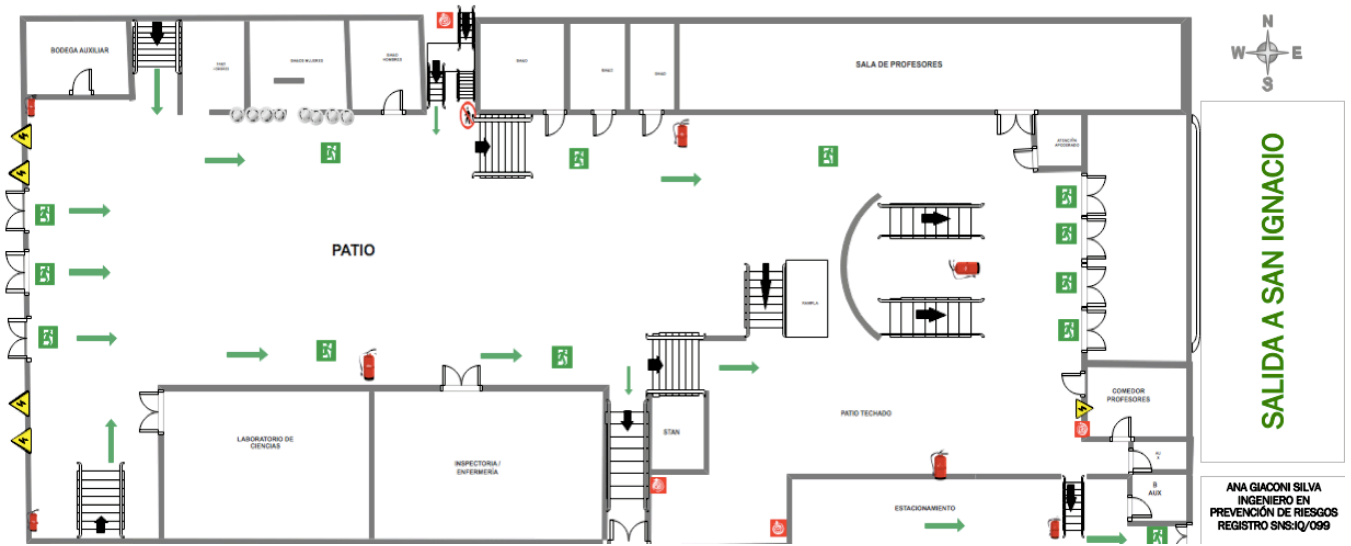 N
W E
S
BODEGA AUXILIAR
BAÑOS MUJERES
BAÑO
HOMBRES
BAÑO
BAÑO
BAÑO
SALA DE PROFESORES
ATENCIÓN
APODERADO
PATIO
RAMPLA
SALIDA A SAN IGNACIO
COMEDOR
PROFESORES
PATIO TECHADO
STAN
LABORATORIO DE
CIENCIAS
INSPECTORIA /
ENFERMERÍA
B
AUX
ESTACIONAMIENTO
ANA GIACONI SILVA
INGENIERO EN
PREVENCIÓN DE RIESGOS
REGISTRO SNS:IQ/099